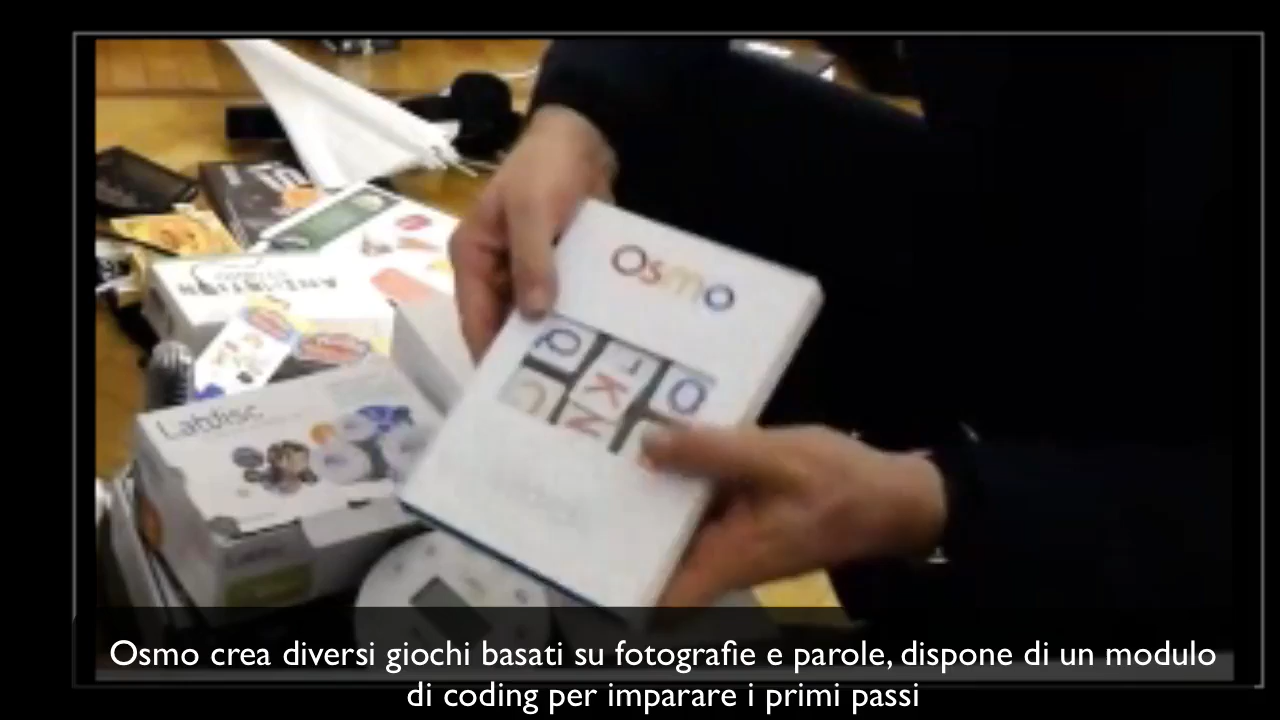 Osmo
Q T O
C K
N
Labdisc
Osmo crea diversi giochi basati su fotografie e parole, dispone di un modulo
di coding per imparare i primi passi